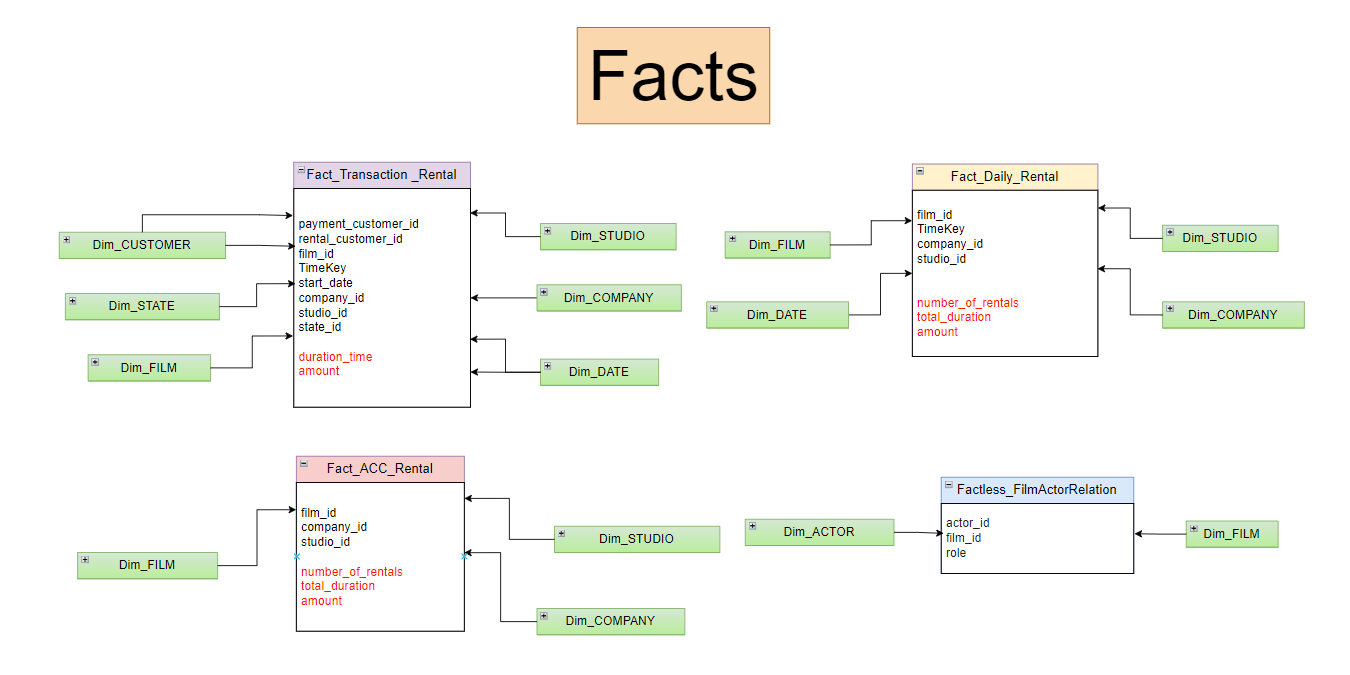 Facts
Fact_Transaction _Rental
payment_customer_id
rental_customer_id
film_id
TimeKey
start_date
company_id
studio_id
state_id
duration_time
amount
Dim_CUSTOMER
Dim_STATE
Dim_FILM
Dim_STUDIO
Dim_COMPANY
Dim_DATE
Fact_Daily_Rental
film_id
TimeKey
company_id
studio_id
number_of_rentals
total_duration
amount
Dim_FILM
Dim_DATE
Dim_STUDIO
Dim_COMPANY
Fact_ACC_Rental
film_id
company_id
studio_id
number_of_rentals
total_duration
amount
Dim_FILM
Dim_STUDIO
Dim_COMPANY
Factless_FilmActorRelation
actor_id
film_id
role
Dim_ACTOR
Dim_FILM